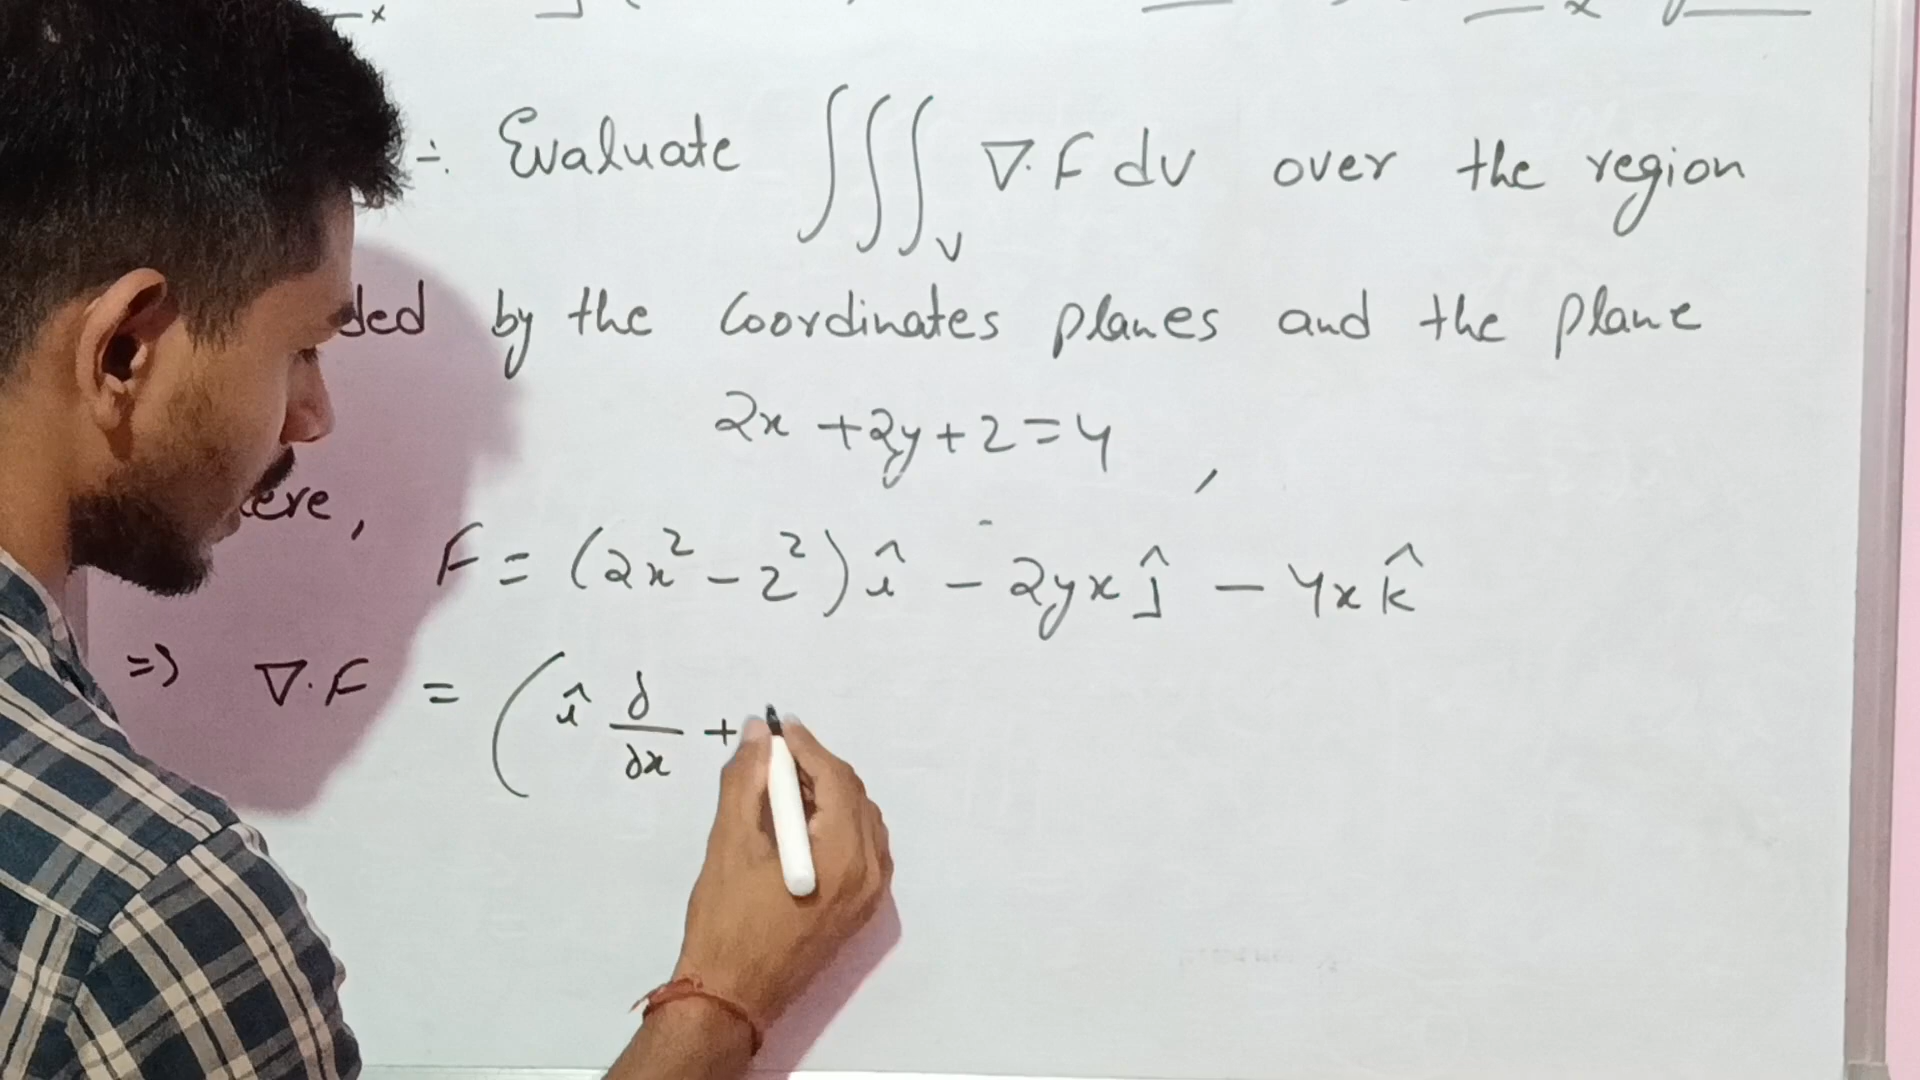 ÷ Evaluate ∭_V ∇.F dv over the region
ded by the Coordinates planes and the plane
2x + 2y + z = 4 ,
ere,
F = (2x² - z²) î - 2yx ĵ - 4x k̂
=> ∇.F = ( î ∂/∂x +